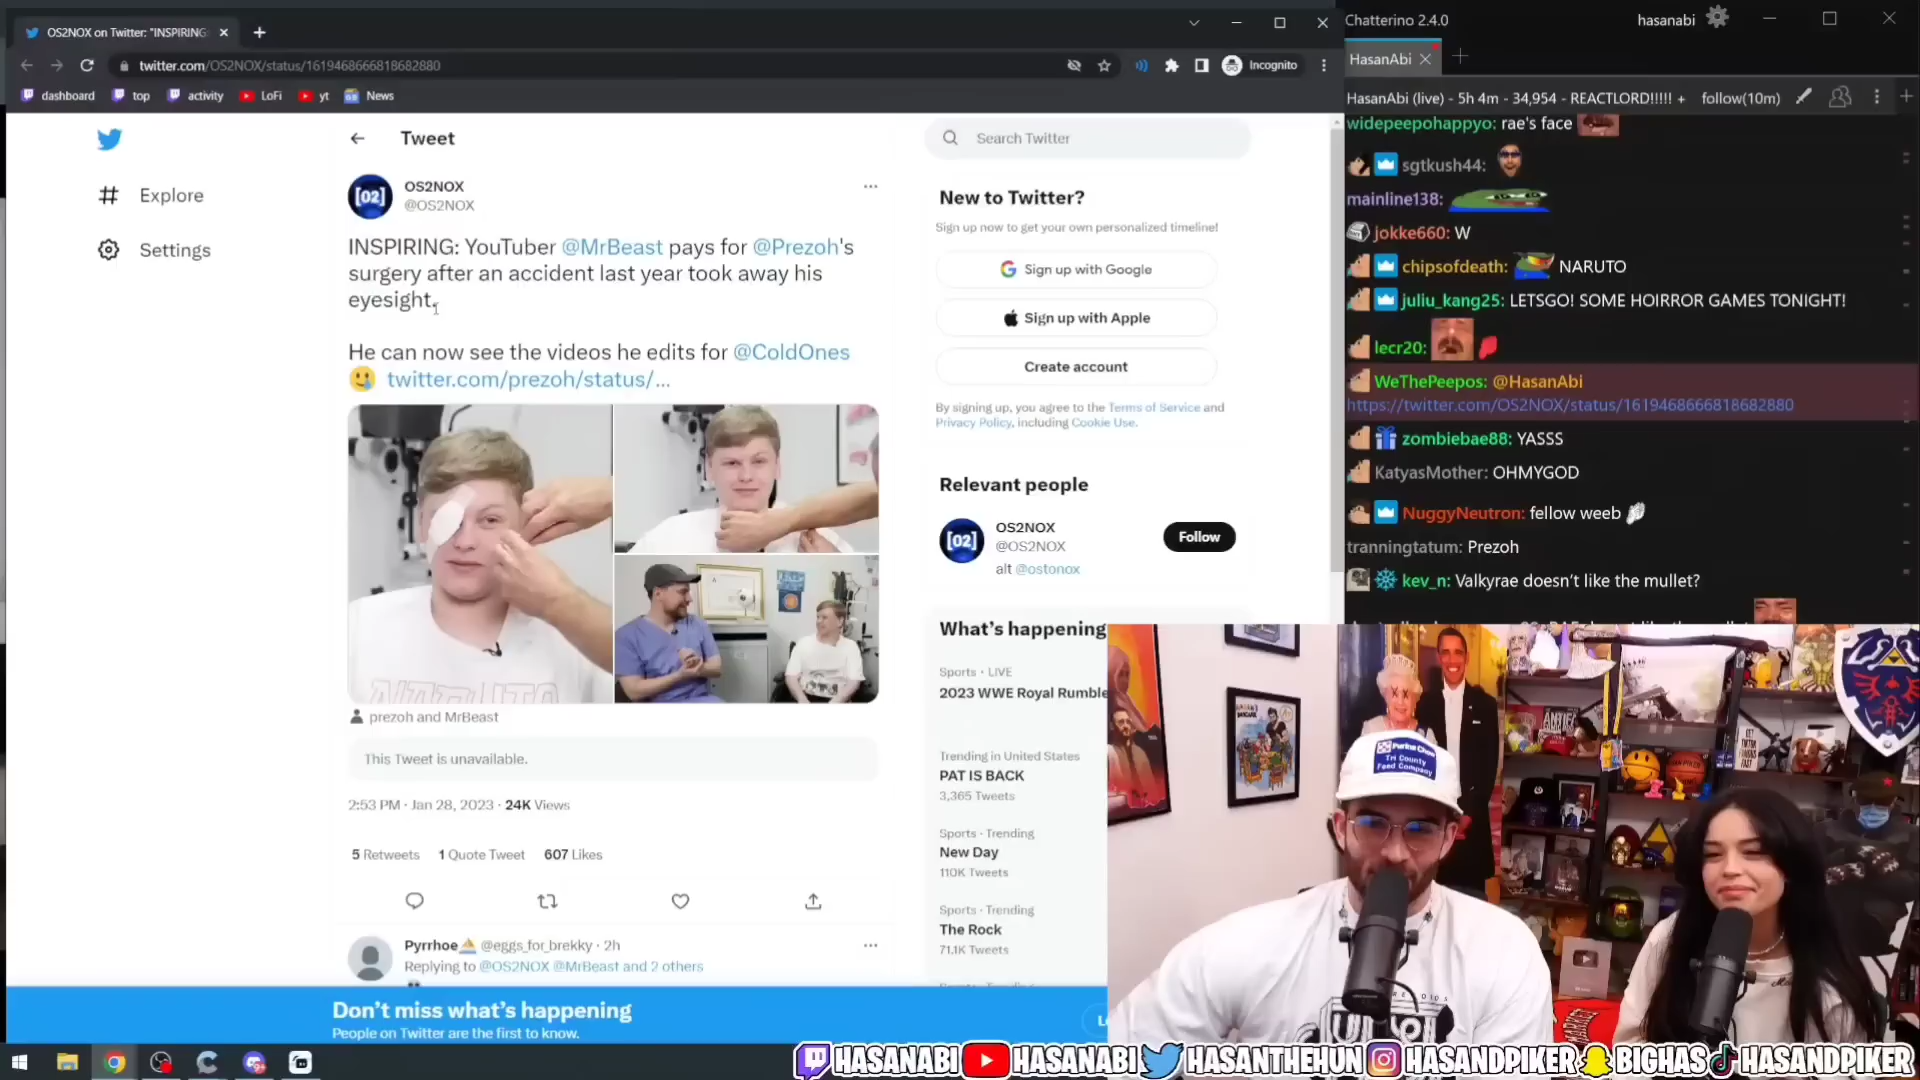 OS2NOX on Twitter: "INSPIRING
twitter.com/OS2NOX/status/1619468666818682880
Incognito
dashboard
top
activity
LoFi
yt
News
Explore
Settings
Tweet
OS2NOX
@OS2NOX
INSPIRING: YouTuber @MrBeast pays for @Prezoh's
surgery after an accident last year took away his
eyesight.
He can now see the videos he edits for @ColdOnes
twitter.com/prezoh/status/...
prezoh and MrBeast
This Tweet is unavailable.
2:53 PM · Jan 28, 2023 · 24K Views
5 Retweets 1 Quote Tweet 607 Likes
Pyrrhoe @eggs_for_brekky · 2h
Replying to @OS2NOX @MrBeast and 2 others
Search Twitter
New to Twitter?
Sign up now to get your own personalized timeline!
Sign up with Google
Sign up with Apple
Create account
By signing up, you agree to the Terms of Service and
Privacy Policy, including Cookie Use.
Relevant people
OS2NOX
@OS2NOX
Follow
alt @ostonox
What's happening
Sports · LIVE
2023 WWE Royal Rumble
Trending in United States
PAT IS BACK
3,365 Tweets
Sports · Trending
New Day
110K Tweets
Sports · Trending
The Rock
71.1K Tweets
Don't miss what's happening
People on Twitter are the first to know.
Chatterino 2.4.0
hasanabi
HasanAbi
HasanAbi (live) - 5h 4m - 34,954 - REACTLORD!!!!! +
follow(10m)
widepeepohappyo: rae's face
sgtkush44:
mainline138:
jokke660: W
chipsofdeath: NARUTO
juliu_kang25: LETSGO! SOME HOIRROR GAMES TONIGHT!
lecr20:
WeThePeepos: @HasanAbi
https://twitter.com/OS2NOX/status/1619468666818682880
zombiebae88: YASSS
KatyasMother: OHMYGOD
NuggyNeutron: fellow weeb
tranningtatum: Prezoh
kev_n: Valkyrae doesn't like the mullet?
Purina Chow
Tri County
Feed Company
HASANABI HASANABI HASANTHEHUN HASANDPIKER BIGHAS HASANDPIKER